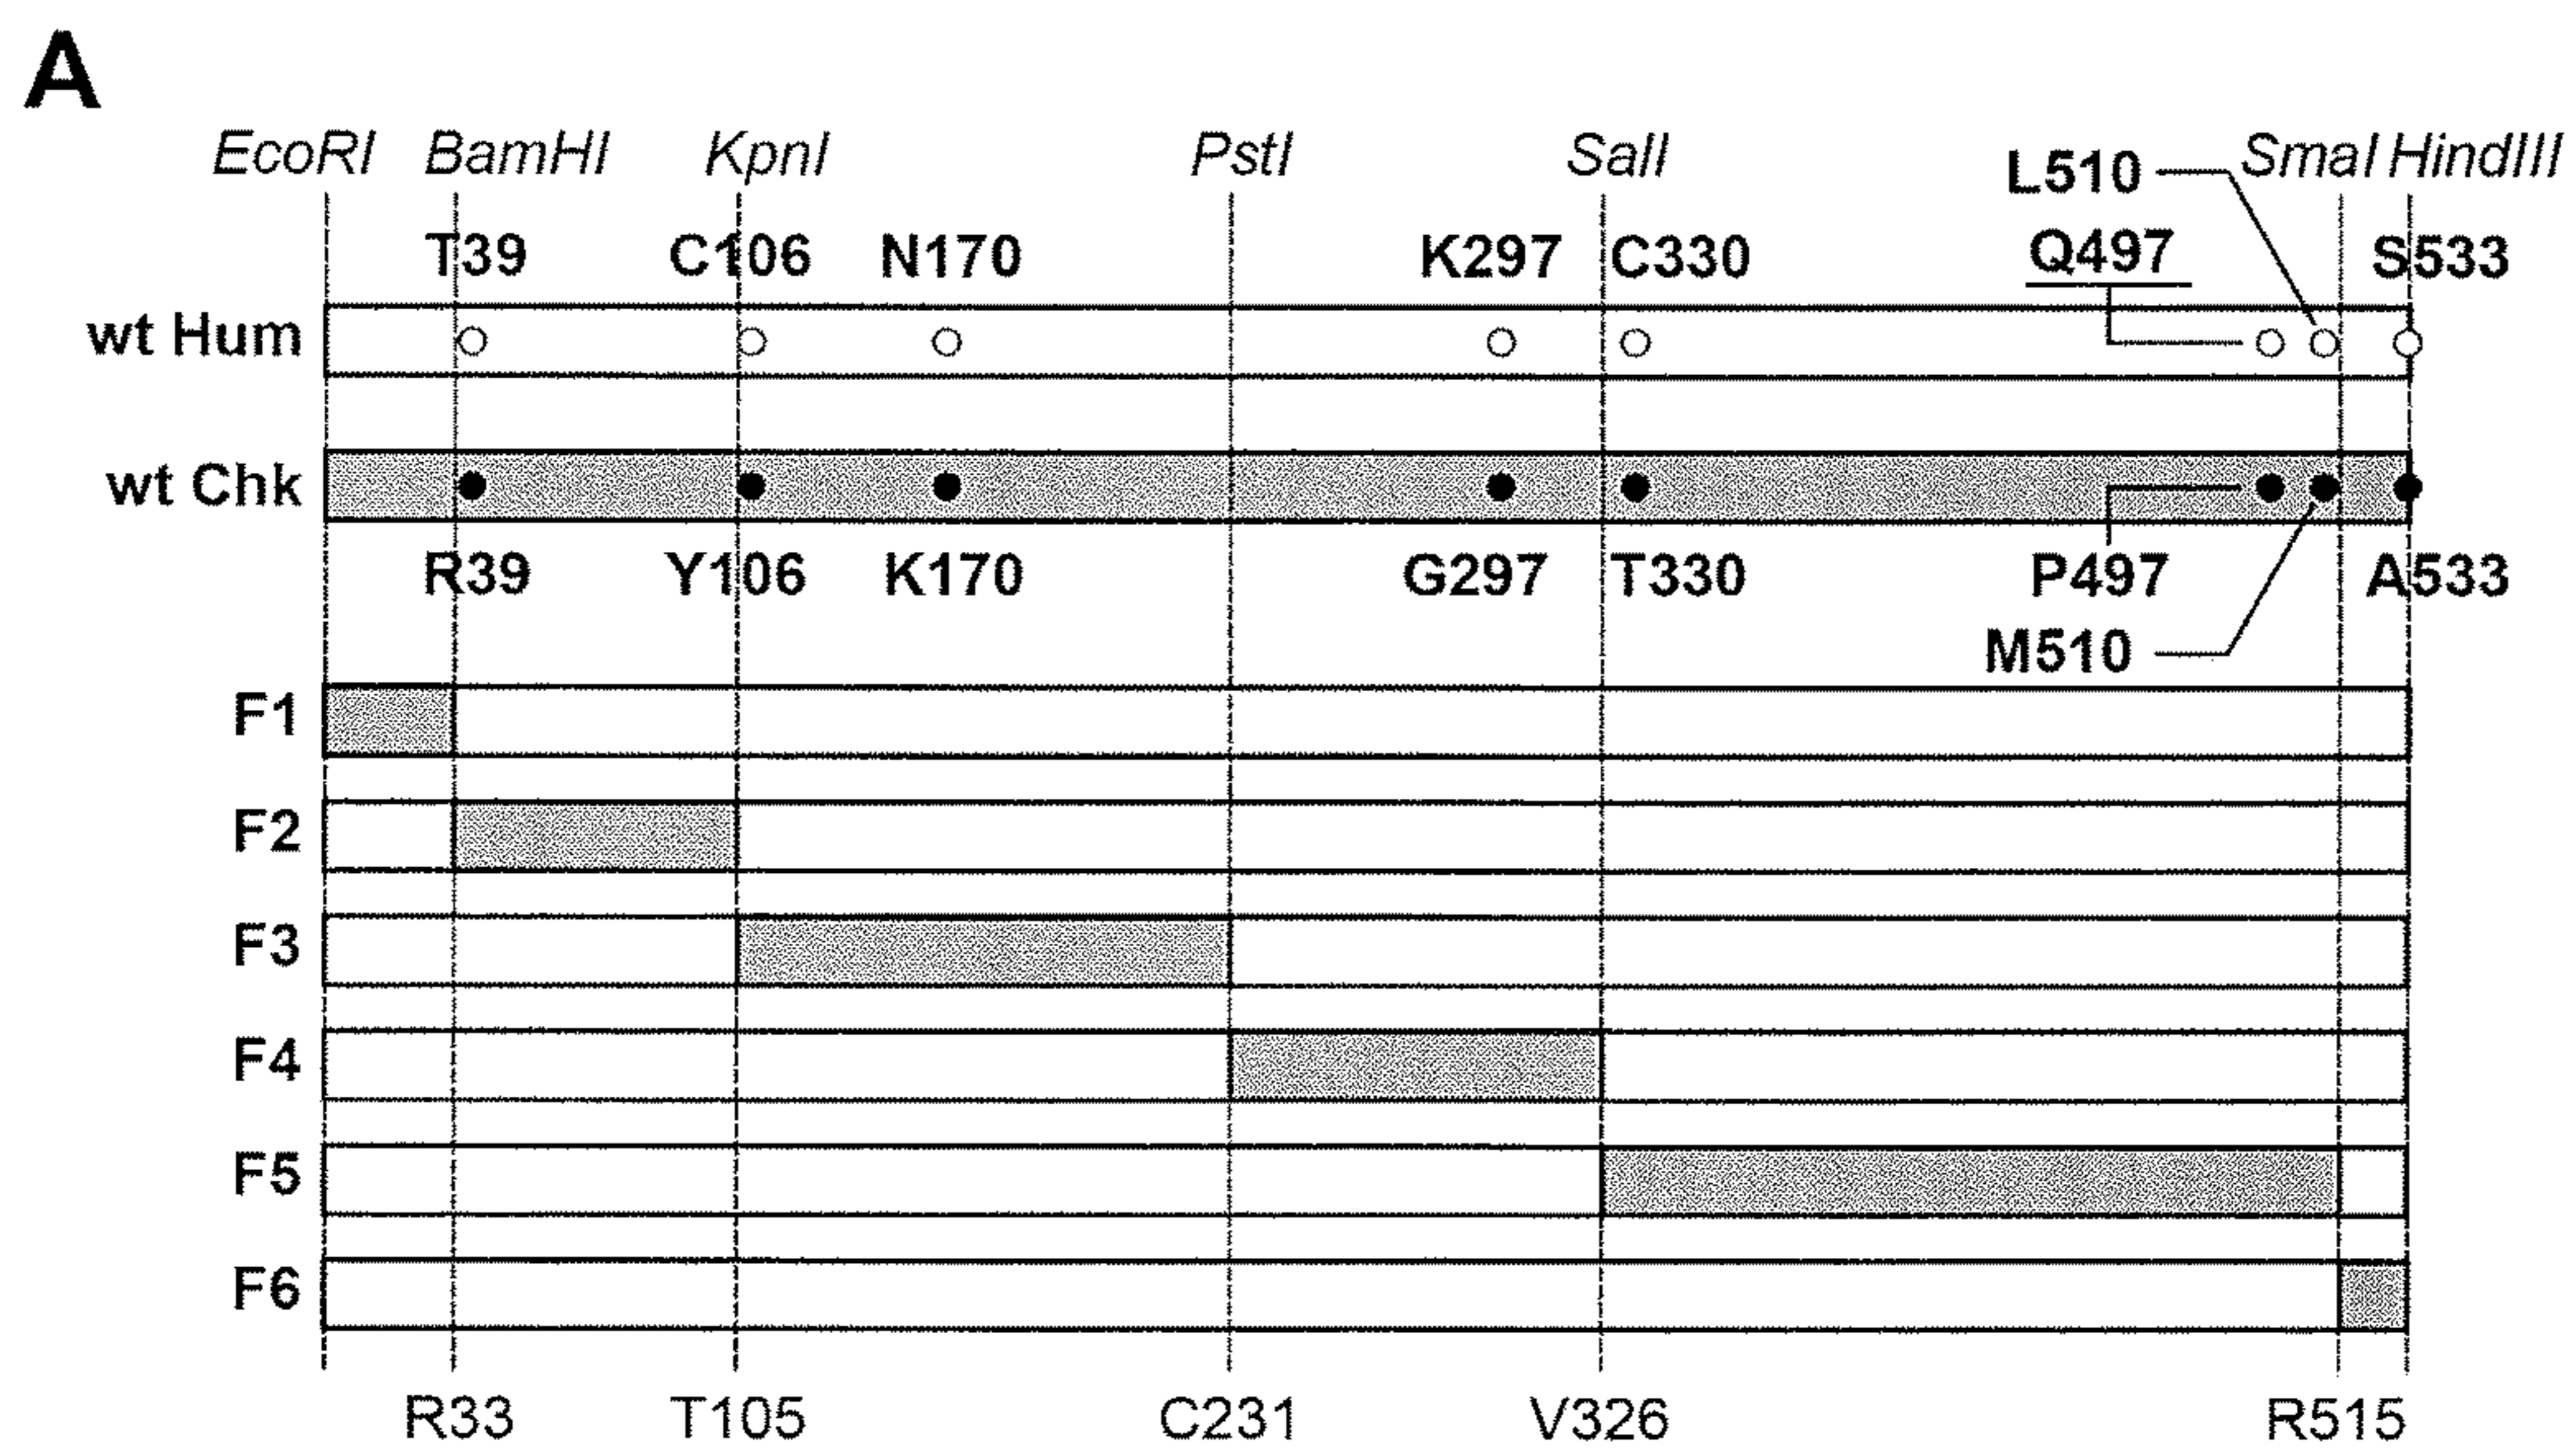 A
EcoRI BamHI KpnI PstI SalI SmaI HindIII
L510
T39 C106 N170 K297 C330 Q497 S533
wt Hum
wt Chk
R39 Y106 K170 G297 T330 P497 A533
M510
F1
F2
F3
F4
F5
F6
R33 T105 C231 V326 R515